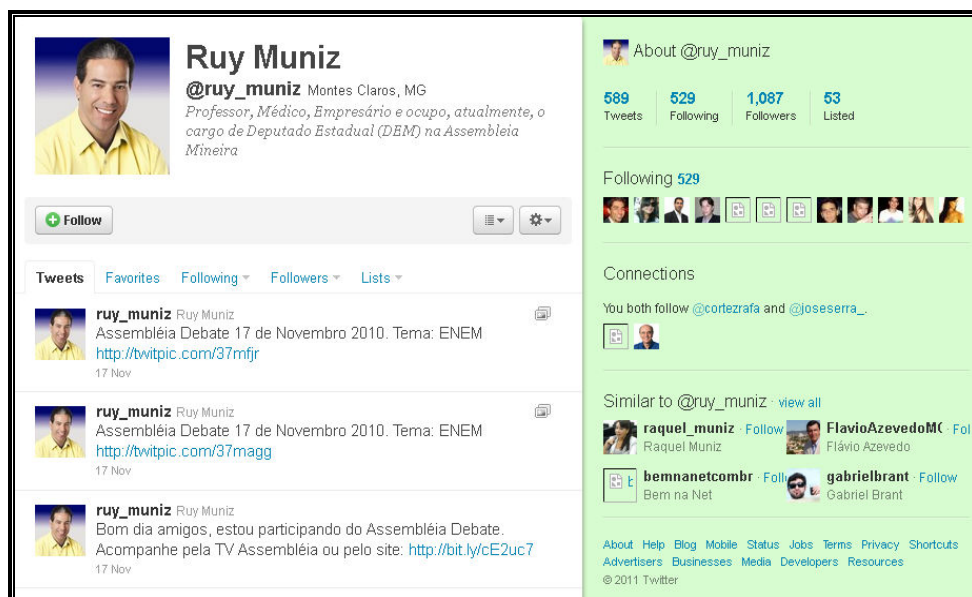 Ruy Muniz
@ruy_muniz Montes Claros, MG
Professor, Médico, Empresário e ocupo, atualmente, o
cargo de Deputado Estadual (DEM) na Assembleia
Mineira
Follow
Tweets Favorites Following Followers Lists
ruy_muniz Ruy Muniz
Assembléia Debate 17 de Novembro 2010. Tema: ENEM
http://twitpic.com/37mfjr
17 Nov
ruy_muniz Ruy Muniz
Assembléia Debate 17 de Novembro 2010. Tema: ENEM
http://twitpic.com/37magg
17 Nov
ruy_muniz Ruy Muniz
Bom dia amigos, estou participando do Assembléia Debate.
Acompanhe pela TV Assembléia ou pelo site: http://bit.ly/cE2uc7
17 Nov
About @ruy_muniz
589 529 1,087 53
Tweets Following Followers Listed
Following 529
Connections
You both follow @cortezrafa and @joseserra_.
Similar to @ruy_muniz · view all
raquel_muniz · Follow FlavioAzevedoM( · Fol
Raquel Muniz Flávio Azevedo
bemnanetcombr · Foll gabrielbrant · Follow
Bem na Net Gabriel Brant
About Help Blog Mobile Status Jobs Terms Privacy Shortcuts
Advertisers Businesses Media Developers Resources
© 2011 Twitter